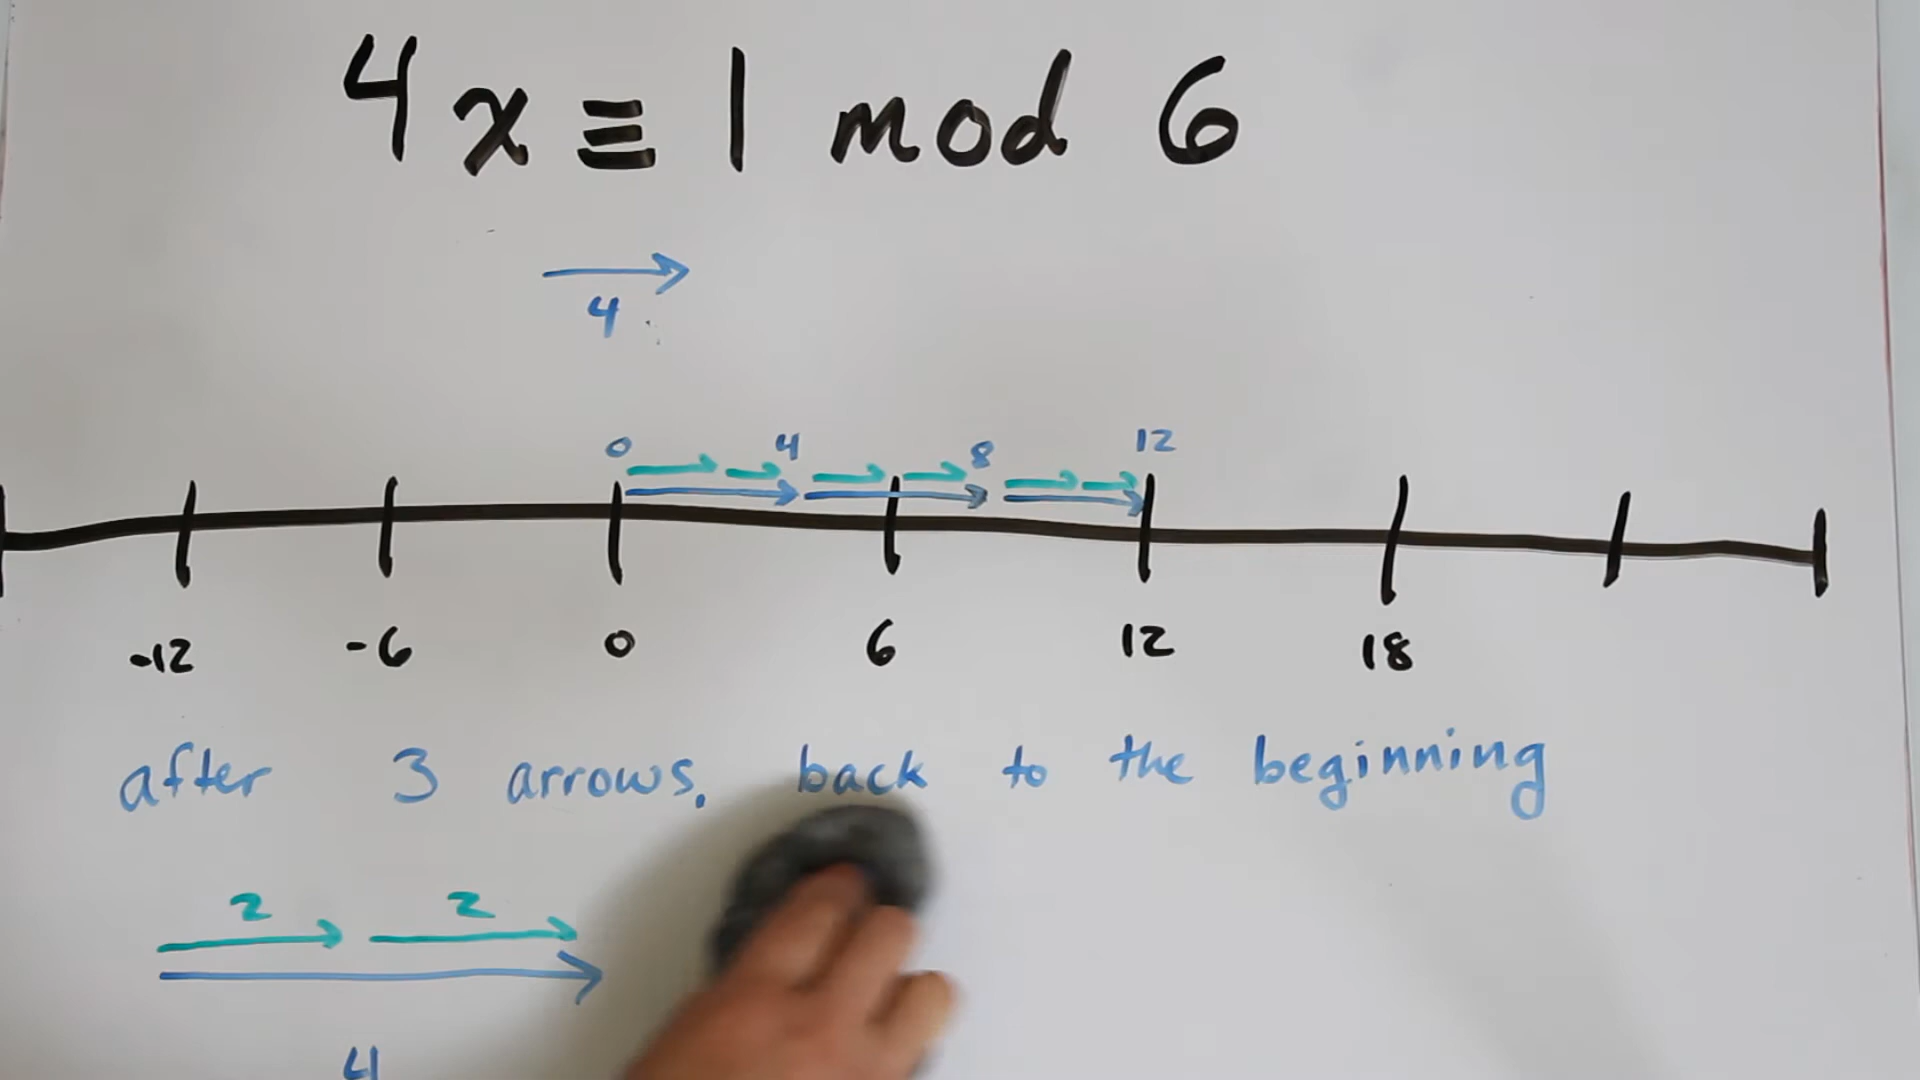 4x ≡ 1 mod 6
4
0 4 8 12
-12 -6 0 6 12 18
after 3 arrows, back to the beginning
2 2
4